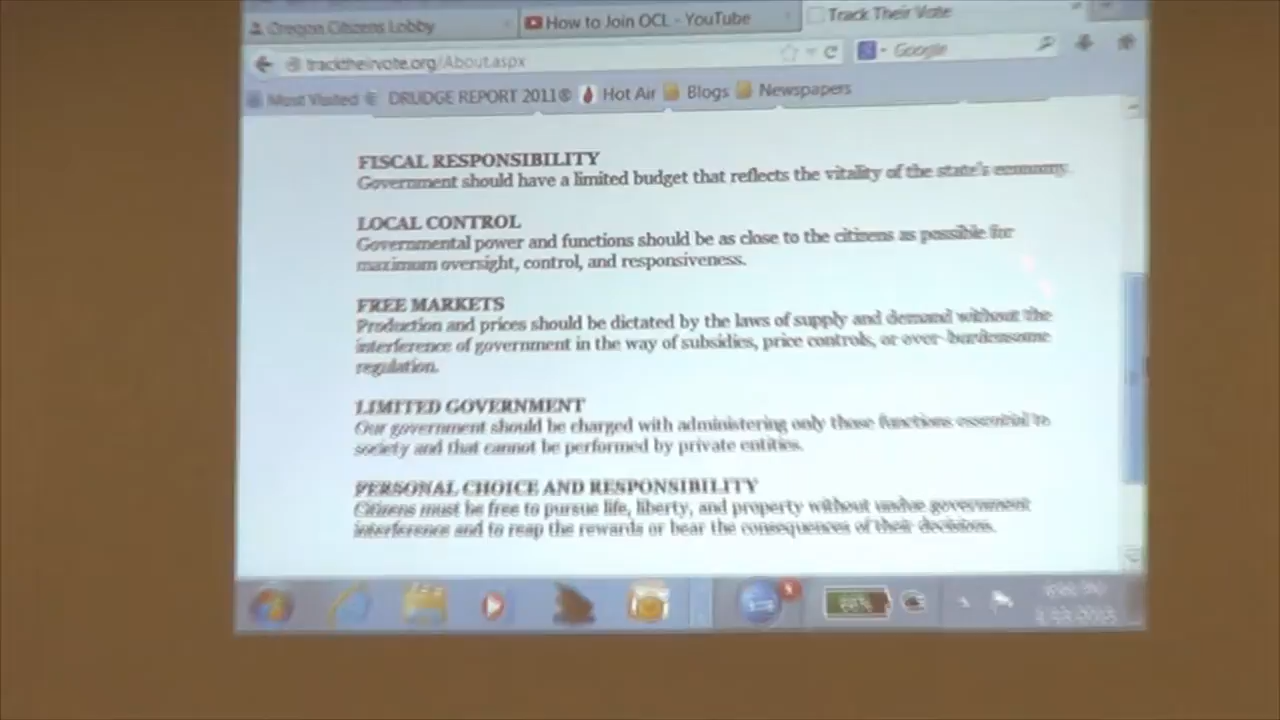 Oregon Citizens Lobby
How to Join OCL - YouTube
Track Their Vote
tracktheirvote.org/About.aspx
Google
Most Visited
DRUDGE REPORT 2011®
Hot Air
Blogs
Newspapers
FISCAL RESPONSIBILITY
Government should have a limited budget that reflects the vitality of the state's economy.
LOCAL CONTROL
Governmental power and functions should be as close to the citizens as possible for
maximum oversight, control, and responsiveness.
FREE MARKETS
Production and prices should be dictated by the laws of supply and demand without the
interference of government in the way of subsidies, price controls, or over-burdensome
regulation.
LIMITED GOVERNMENT
Our government should be charged with administering only those functions essential to
society and that cannot be performed by private entities.
PERSONAL CHOICE AND RESPONSIBILITY
Citizens must be free to pursue life, liberty, and property without undue government
interference and to reap the rewards or bear the consequences of their decisions.